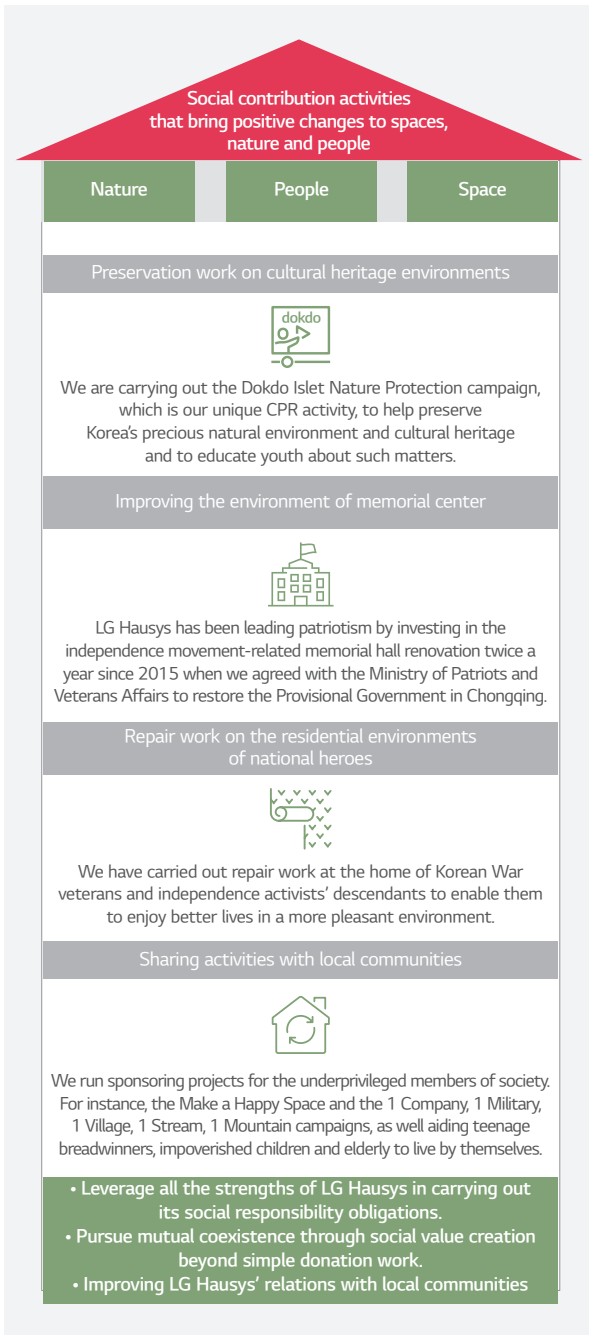 Social contribution activities
that bring positive changes to spaces,
nature and people
Nature
People
Space
Preservation work on cultural heritage environments
dokdo
We are carrying out the Dokdo Islet Nature Protection campaign,
which is our unique CPR activity, to help preserve
Korea's precious natural environment and cultural heritage
and to educate youth about such matters.
Improving the environment of memorial center
LG Hausys has been leading patriotism by investing in the
independence movement-related memorial hall renovation twice a
year since 2015 when we agreed with the Ministry of Patriots and
Veterans Affairs to restore the Provisional Government in Chongqing.
Repair work on the residential environments
of national heroes
We have carried out repair work at the home of Korean War
veterans and independence activists' descendants to enable them
to enjoy better lives in a more pleasant environment.
Sharing activities with local communities
We run sponsoring projects for the underprivileged members of society.
For instance, the Make a Happy Space and the 1 Company, 1 Military,
1 Village, 1 Stream, 1 Mountain campaigns, as well aiding teenage
breadwinners, impoverished children and elderly to live by themselves.
• Leverage all the strengths of LG Hausys in carrying out
its social responsibility obligations.
• Pursue mutual coexistence through social value creation
beyond simple donation work.
• Improving LG Hausys' relations with local communities